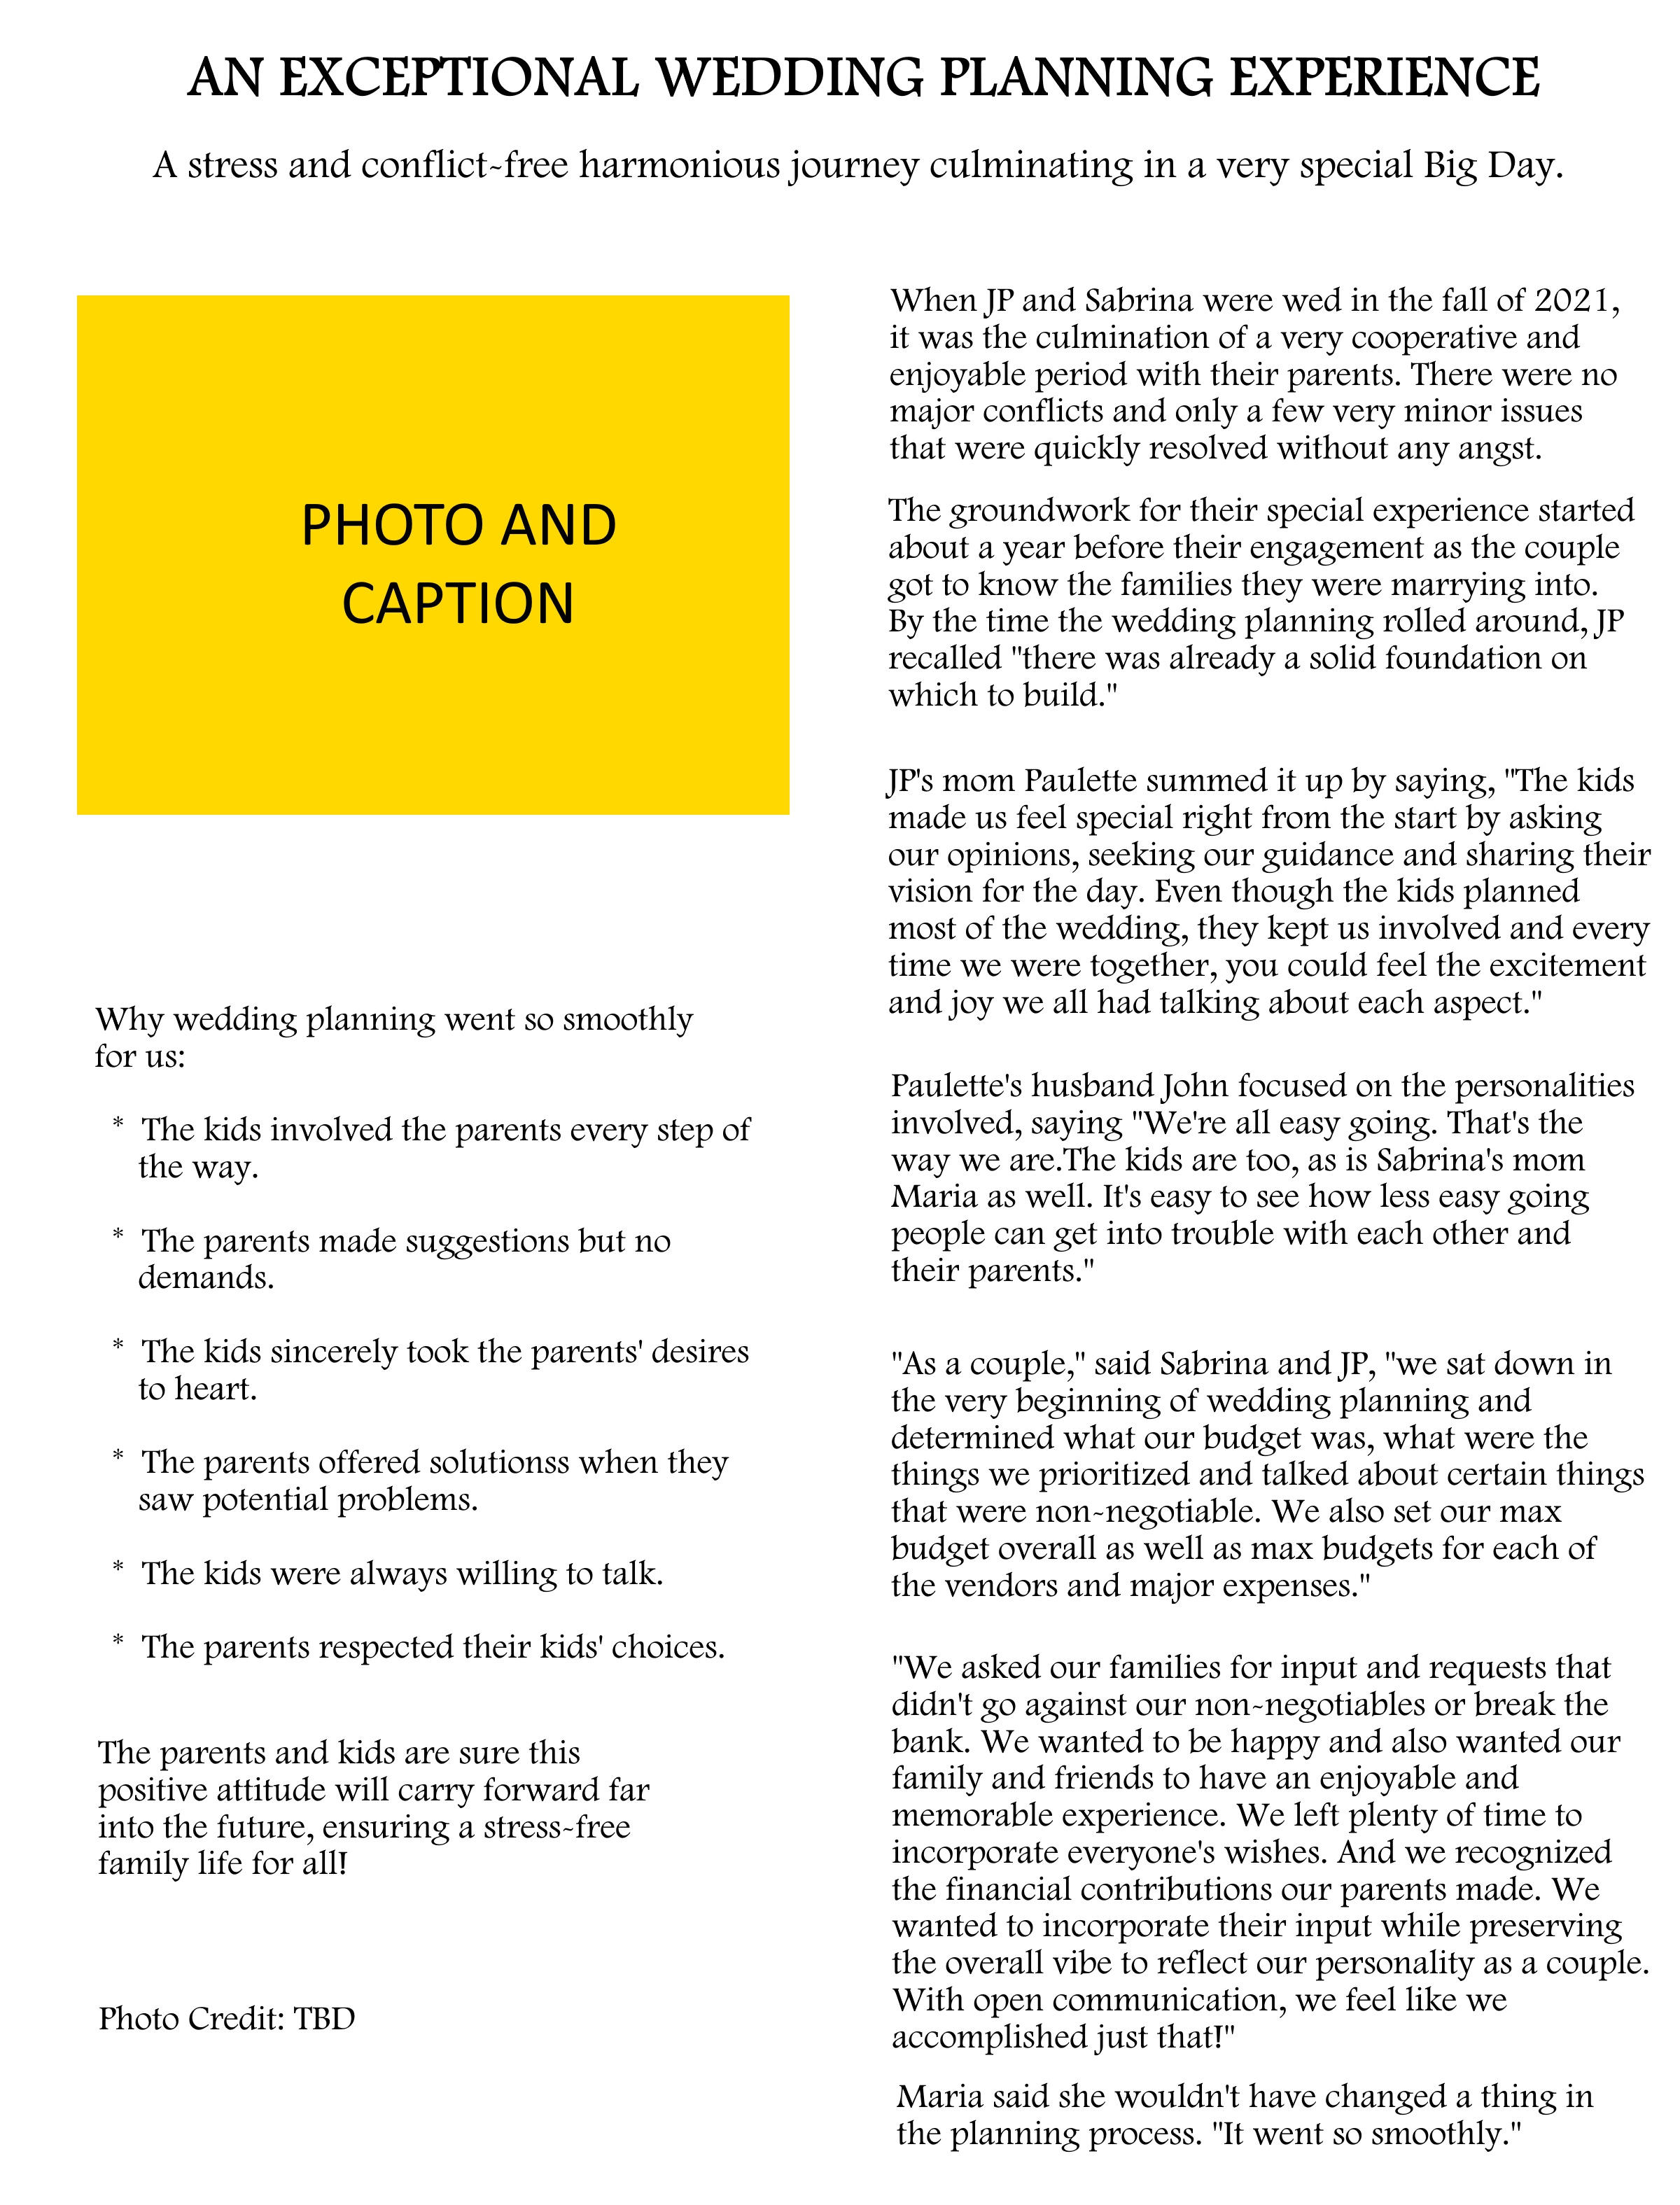 AN EXCEPTIONAL WEDDING PLANNING EXPERIENCE
A stress and conflict-free harmonious journey culminating in a very special Big Day.
PHOTO AND
CAPTION
Why wedding planning went so smoothly
for us:
* The kids involved the parents every step of
the way.
* The parents made suggestions but no
demands.
* The kids sincerely took the parents' desires
to heart.
* The parents offered solutionss when they
saw potential problems.
* The kids were always willing to talk.
* The parents respected their kids' choices.
The parents and kids are sure this
positive attitude will carry forward far
into the future, ensuring a stress-free
family life for all!
Photo Credit: TBD
When JP and Sabrina were wed in the fall of 2021,
it was the culmination of a very cooperative and
enjoyable period with their parents. There were no
major conflicts and only a few very minor issues
that were quickly resolved without any angst.
The groundwork for their special experience started
about a year before their engagement as the couple
got to know the families they were marrying into.
By the time the wedding planning rolled around, JP
recalled "there was already a solid foundation on
which to build."
JP's mom Paulette summed it up by saying, "The kids
made us feel special right from the start by asking
our opinions, seeking our guidance and sharing their
vision for the day. Even though the kids planned
most of the wedding, they kept us involved and every
time we were together, you could feel the excitement
and joy we all had talking about each aspect."
Paulette's husband John focused on the personalities
involved, saying "We're all easy going. That's the
way we are.The kids are too, as is Sabrina's mom
Maria as well. It's easy to see how less easy going
people can get into trouble with each other and
their parents."
"As a couple," said Sabrina and JP, "we sat down in
the very beginning of wedding planning and
determined what our budget was, what were the
things we prioritized and talked about certain things
that were non-negotiable. We also set our max
budget overall as well as max budgets for each of
the vendors and major expenses."
"We asked our families for input and requests that
didn't go against our non-negotiables or break the
bank. We wanted to be happy and also wanted our
family and friends to have an enjoyable and
memorable experience. We left plenty of time to
incorporate everyone's wishes. And we recognized
the financial contributions our parents made. We
wanted to incorporate their input while preserving
the overall vibe to reflect our personality as a couple.
With open communication, we feel like we
accomplished just that!"
Maria said she wouldn't have changed a thing in
the planning process. "It went so smoothly."